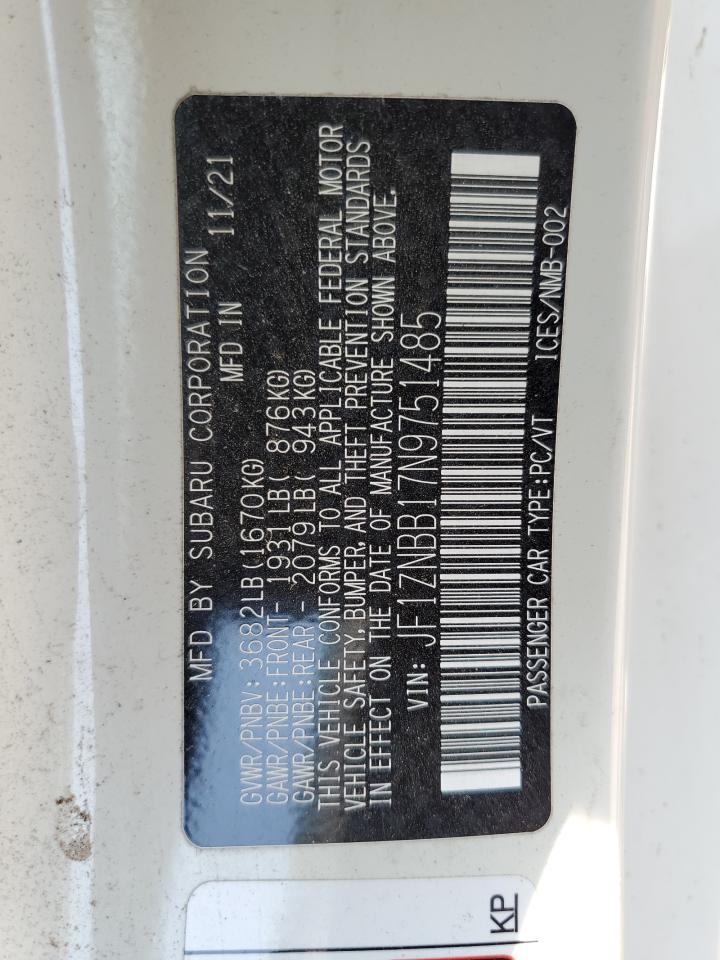 MFD BY SUBARU CORPORATION
MFD IN 11/21
GVWR/PNBV: 3682LB(1670KG)
GAWR/PNBE:FRONT- 1931LB( 876KG)
GAWR/PNBE:REAR - 2079LB( 943KG)
THIS VEHICLE CONFORMS TO ALL APPLICABLE FEDERAL MOTOR
VEHICLE SAFETY, BUMPER, AND THEFT PREVENTION STANDARDS
IN EFFECT ON THE DATE OF MANUFACTURE SHOWN ABOVE.
VIN: JF1ZNBB17N9751485
PASSENGER CAR TYPE:PC/VT ICES/NMB-002
KP